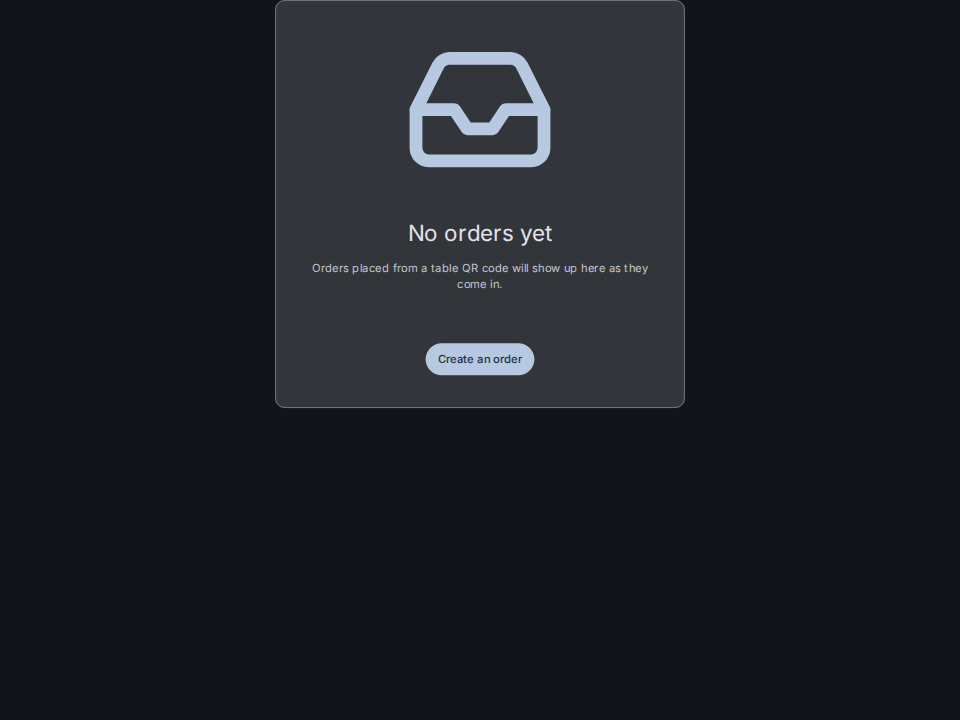 No orders yet
Orders placed from a table QR code will show up here as they
come in.
Create an order